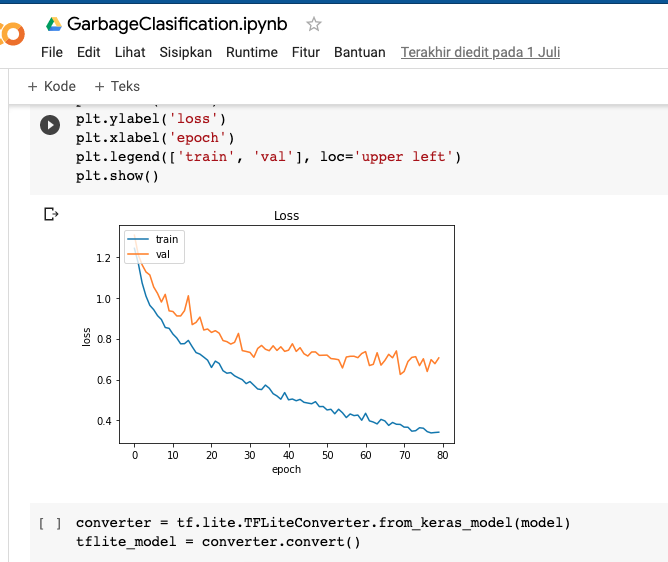 GarbageClasification.ipynb
File Edit Lihat Sisipkan Runtime Fitur Bantuan Terakhir diedit pada 1 Juli
+ Kode + Teks
plt.ylabel('loss')
plt.xlabel('epoch')
plt.legend(['train', 'val'], loc='upper left')
plt.show()
Loss
train
val
1.2
1.0
0.8
0.6
0.4
loss
0 10 20 30 40 50 60 70 80
epoch
[ ] converter = tf.lite.TFLiteConverter.from_keras_model(model)
tflite_model = converter.convert()